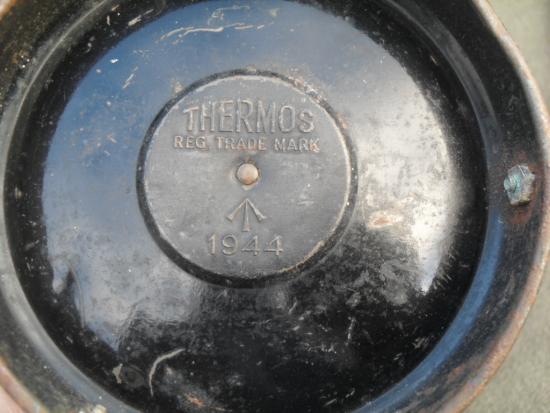 THERMOS
REG. TRADE MARK
1944